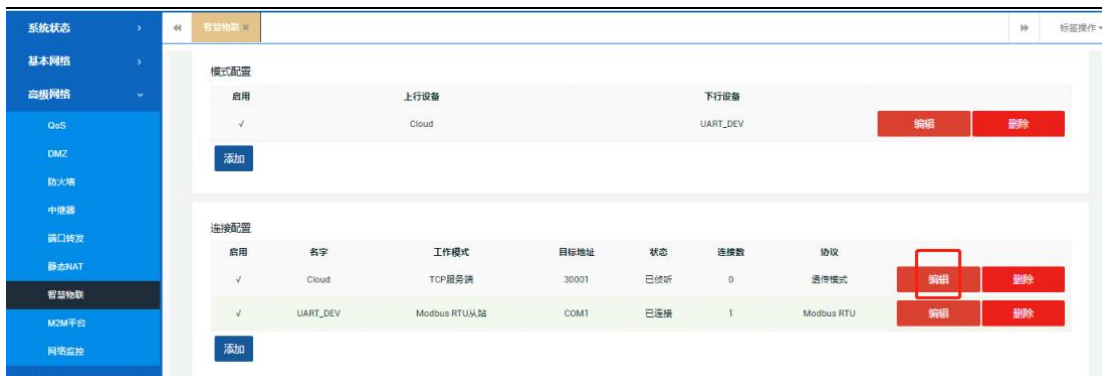 系统状态
智慧物联
标签操作
基本网络
模式配置
高级网络
启用 上行设备 下行设备
QoS
√ Cloud UART_DEV 编辑 删除
DMZ
添加
防火墙
中继器
连接配置
端口转发
启用 名字 工作模式 目标地址 状态 连接数 协议
静态NAT
√ Cloud TCP服务端 30001 已侦听 0 透传模式 编辑 删除
智慧物联
√ UART_DEV Modbus RTU从站 COM1 已连接 1 Modbus RTU 编辑 删除
M2M平台
网络监控
添加